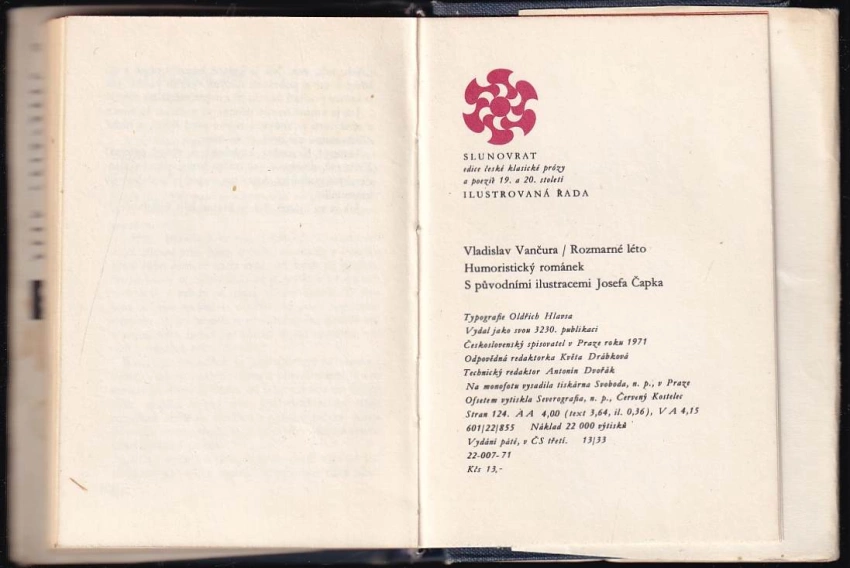 SLUNOVRAT
edice české klasické prózy
a poezie 19. a 20. století
ILUSTROVANÁ ŘADA
Vladislav Vančura / Rozmarné léto
Humoristický románek
S původními ilustracemi Josefa Čapka
Typografie Oldřich Hlavsa
Vydal jako svou 3230. publikaci
Československý spisovatel v Praze roku 1971
Odpovědná redaktorka Květa Drábková
Technický redaktor Antonín Dvořák
Na monofotu vysadila tiskárna Svoboda, n. p., v Praze
Ofsetem vytiskla Severografia, n. p., Červený Kostelec
Stran 124. AA 4,00 (text 3,64, il. 0,36), VA 4,15
601|22|855 Náklad 22 000 výtisků
Vydání páté, v ČS třetí. 13|33
22-007-71
Kčs 13,-